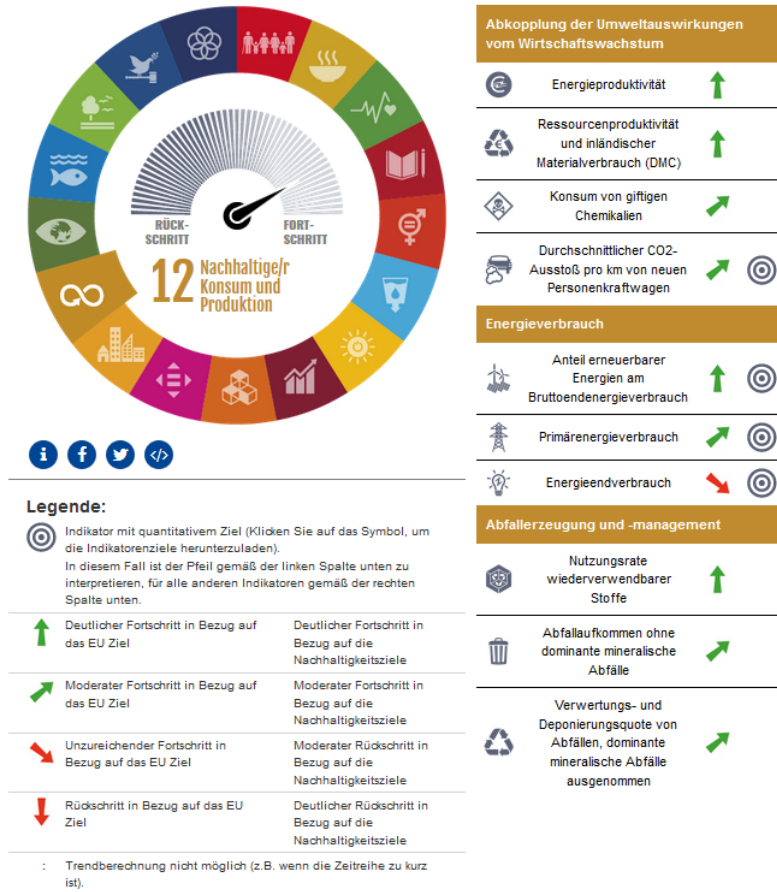 RÜCK-
SCHRITT
FORT-
SCHRITT
12 Nachhaltige/r
Konsum und
Produktion
i f </>
Legende:
Indikator mit quantitativem Ziel (Klicken Sie auf das Symbol, um
die Indikatorenziele herunterzuladen).
In diesem Fall ist der Pfeil gemäß der linken Spalte unten zu
interpretieren, für alle anderen Indikatoren gemäß der rechten
Spalte unten.
Deutlicher Fortschritt in Bezug auf
das EU Ziel
Deutlicher Fortschritt in
Bezug auf die
Nachhaltigkeitsziele
Moderater Fortschritt in Bezug auf
das EU Ziel
Moderater Fortschritt in
Bezug auf die
Nachhaltigkeitsziele
Unzureichender Fortschritt in
Bezug auf das EU Ziel
Moderater Rückschritt in
Bezug auf die
Nachhaltigkeitsziele
Rückschritt in Bezug auf das EU
Ziel
Deutlicher Rückschritt in
Bezug auf die
Nachhaltigkeitsziele
: Trendberechnung nicht möglich (z.B. wenn die Zeitreihe zu kurz
ist).
Abkopplung der Umweltauswirkungen
vom Wirtschaftswachstum
Energieproduktivität
Ressourcenproduktivität
und inländischer
Materialverbrauch (DMC)
Konsum von giftigen
Chemikalien
Durchschnittlicher CO2-
Ausstoß pro km von neuen
Personenkraftwagen
Energieverbrauch
Anteil erneuerbarer
Energien am
Bruttoendenergieverbrauch
Primärenergieverbrauch
Energieendverbrauch
Abfallerzeugung und -management
Nutzungsrate
wiederverwendbarer
Stoffe
Abfallaufkommen ohne
dominante mineralische
Abfälle
Verwertungs- und
Deponierungsquote von
Abfällen, dominante
mineralische Abfälle
ausgenommen